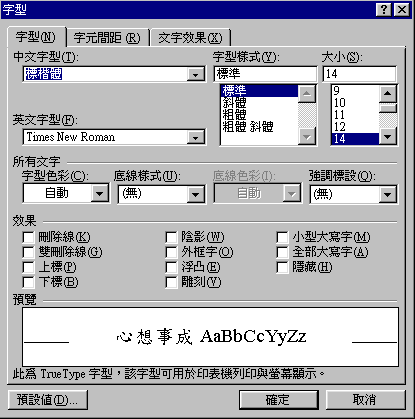 字型
字型(N) 字元間距(R) 文字效果(X)
中文字型(T): 字型樣式(Y): 大小(S):
標楷體 標準 14
標準 9
斜體 10
粗體 11
粗體 斜體 12
14
英文字型(F):
Times New Roman
所有文字
字型色彩(C): 底線樣式(U): 底線色彩(I): 強調標設(Q):
自動 (無) 自動 (無)
效果
刪除線(K) 陰影(W) 小型大寫字(M)
雙刪除線(G) 外框字(O) 全部大寫字(A)
上標(P) 浮凸(E) 隱藏(H)
下標(B) 雕刻(V)
預覽
心想事成 AaBbCcYyZz
此為 TrueType 字型，該字型可用於印表機列印與螢幕顯示。
預設值(D)... 確定 取消